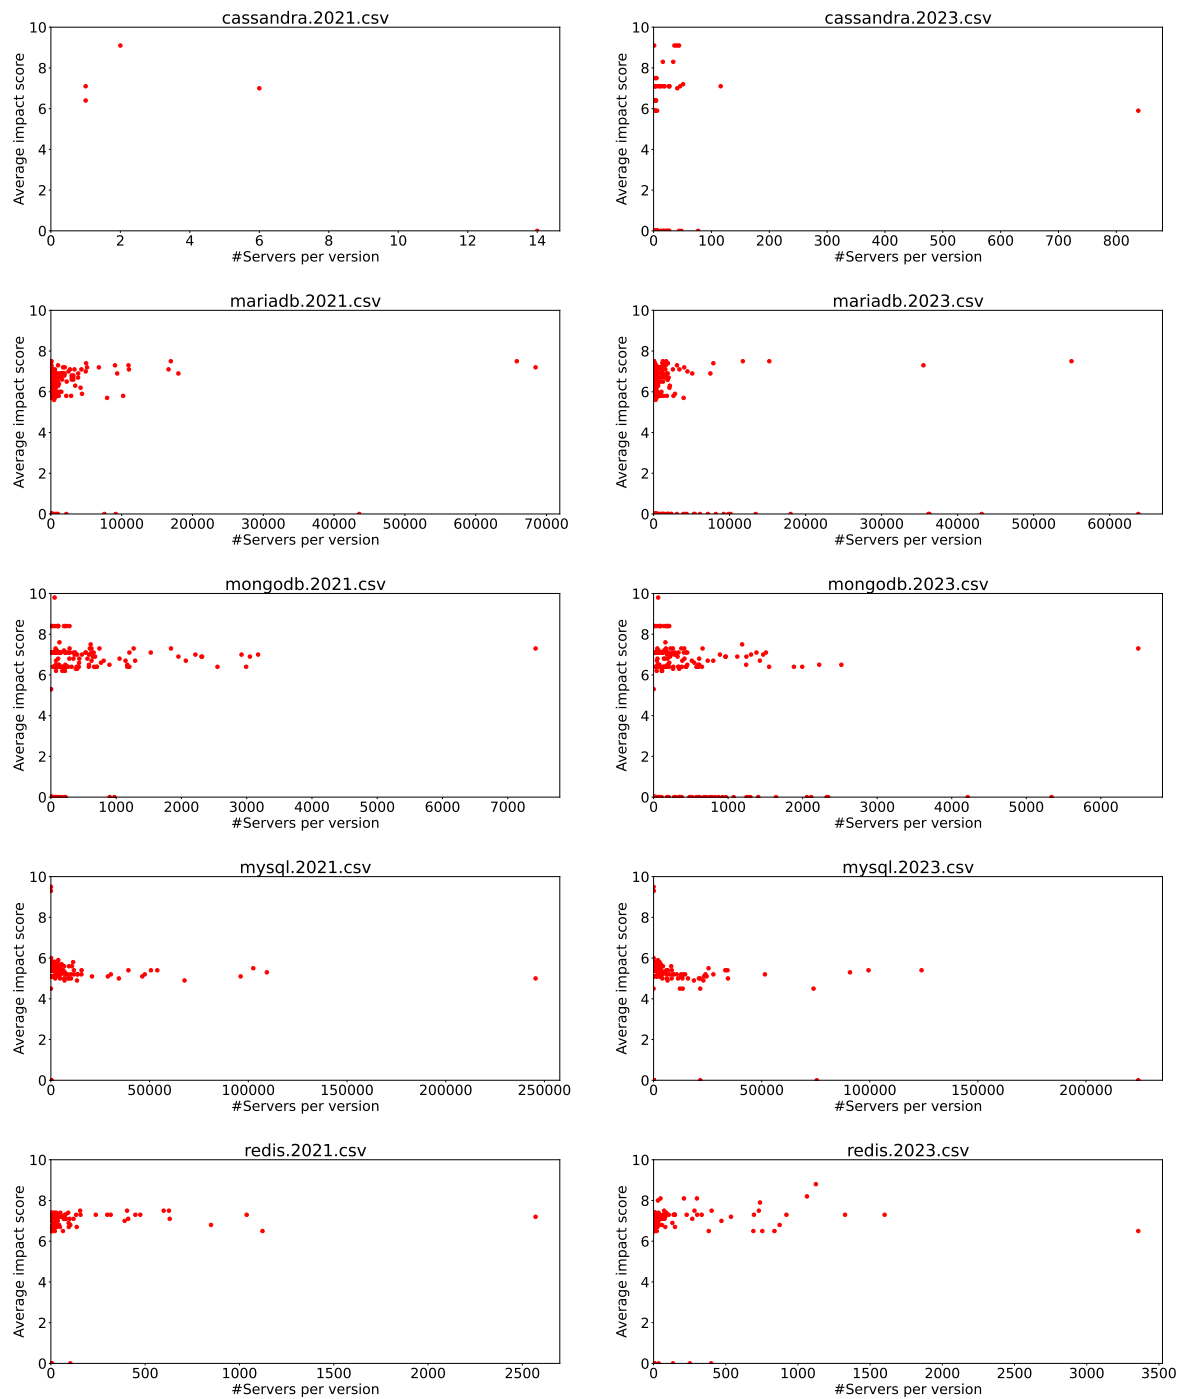 cassandra.2021.csv
10
8
6
4
2
0
Average impact score
0 2 4 6 8 10 12 14
#Servers per version
cassandra.2023.csv
10
8
6
4
2
0
Average impact score
0 100 200 300 400 500 600 700 800
#Servers per version
mariadb.2021.csv
10
8
6
4
2
0
Average impact score
0 10000 20000 30000 40000 50000 60000 70000
#Servers per version
mariadb.2023.csv
10
8
6
4
2
0
Average impact score
0 10000 20000 30000 40000 50000 60000
#Servers per version
mongodb.2021.csv
10
8
6
4
2
0
Average impact score
0 1000 2000 3000 4000 5000 6000 7000
#Servers per version
mongodb.2023.csv
10
8
6
4
2
0
Average impact score
0 1000 2000 3000 4000 5000 6000
#Servers per version
mysql.2021.csv
10
8
6
4
2
0
Average impact score
0 50000 100000 150000 200000 250000
#Servers per version
mysql.2023.csv
10
8
6
4
2
0
Average impact score
0 50000 100000 150000 200000
#Servers per version
redis.2021.csv
10
8
6
4
2
0
Average impact score
0 500 1000 1500 2000 2500
#Servers per version
redis.2023.csv
10
8
6
4
2
0
Average impact score
0 500 1000 1500 2000 2500 3000 3500
#Servers per version